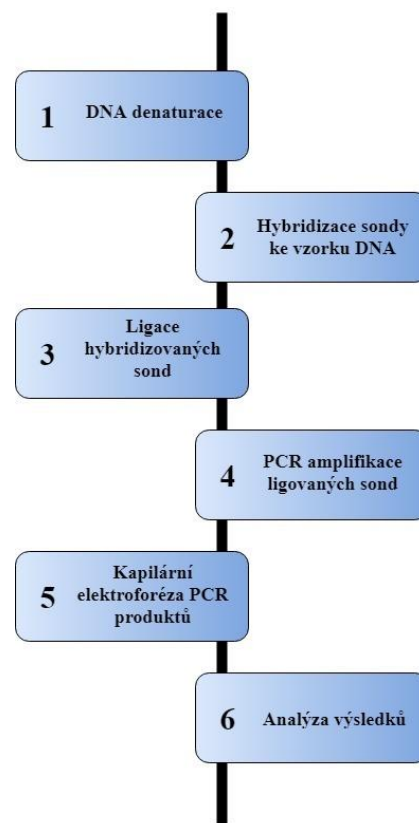 1
DNA denaturace
2
Hybridizace sondy
ke vzorku DNA
3
Ligace
hybridizovaných
sond
4
PCR amplifikace
ligovaných sond
5
Kapilární
elektroforéza PCR
produktů
6
Analýza výsledků